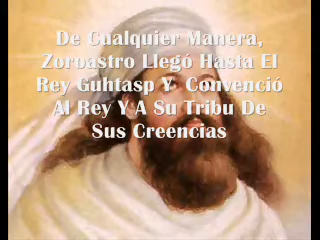 De Cualquier Manera,
Zoroastro Llegó Hasta El
Rey Guhtasp Y Convenció
Al Rey Y A Su Tribu De
Sus Creencias